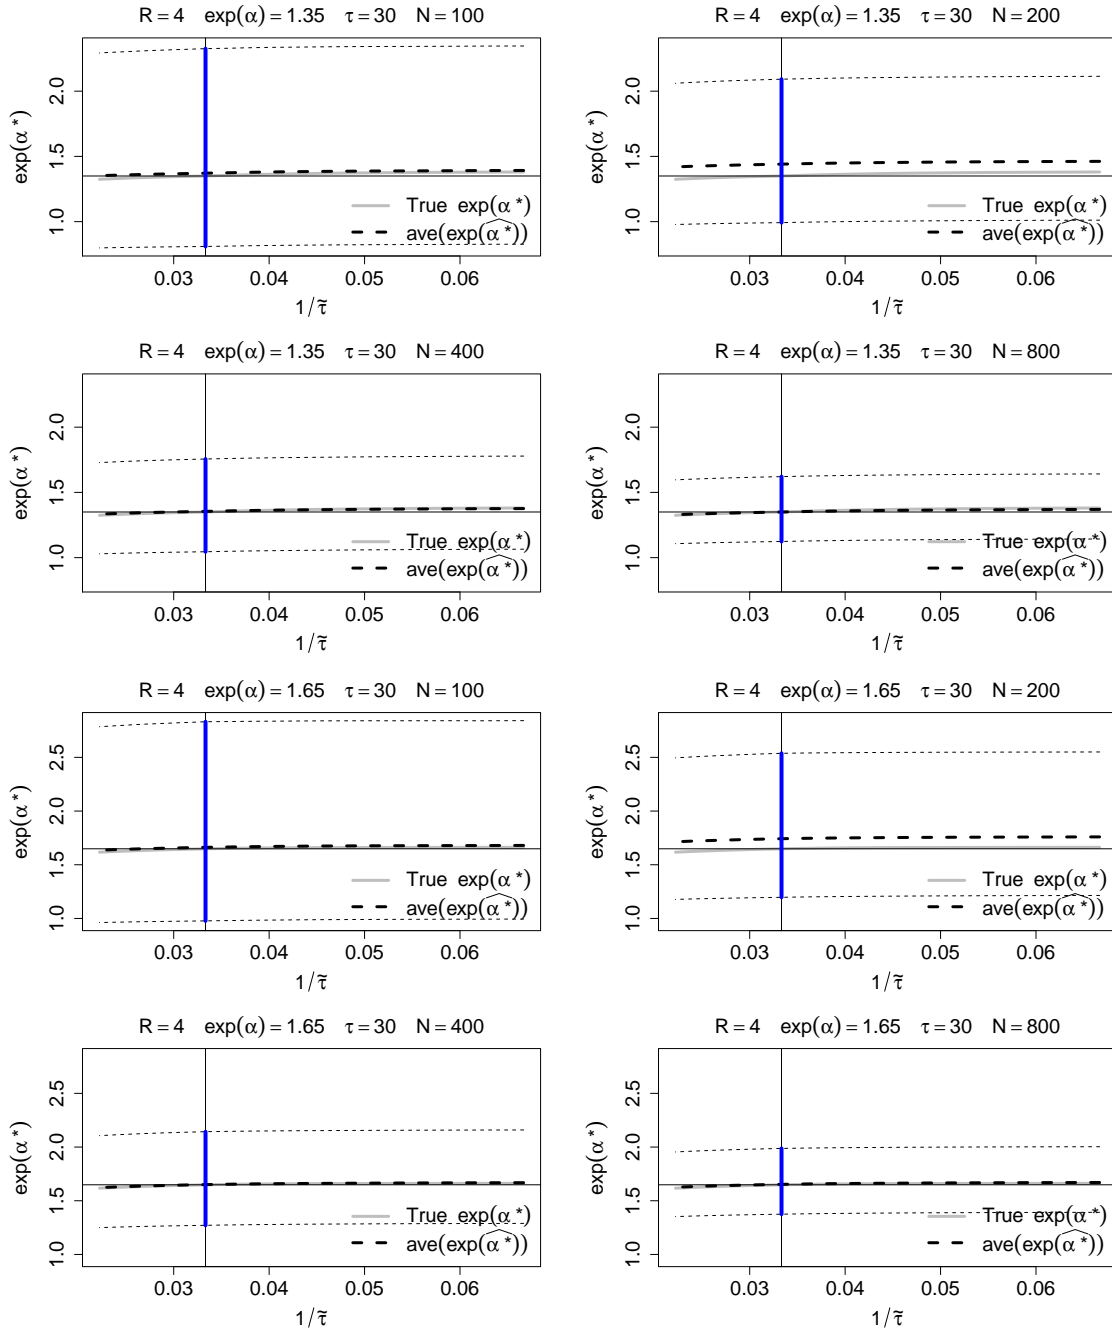 R = 4 exp(α) = 1.35 τ = 30 N = 100
exp(α*)
2.0
1.5
1.0
True exp(α*)
ave(exp(α̂*))
0.03 0.04 0.05 0.06
1/τ̃
R = 4 exp(α) = 1.35 τ = 30 N = 200
exp(α*)
2.0
1.5
1.0
True exp(α*)
ave(exp(α̂*))
0.03 0.04 0.05 0.06
1/τ̃
R = 4 exp(α) = 1.35 τ = 30 N = 400
exp(α*)
2.0
1.5
1.0
True exp(α*)
ave(exp(α̂*))
0.03 0.04 0.05 0.06
1/τ̃
R = 4 exp(α) = 1.35 τ = 30 N = 800
exp(α*)
2.0
1.5
1.0
True exp(α*)
ave(exp(α̂*))
0.03 0.04 0.05 0.06
1/τ̃
R = 4 exp(α) = 1.65 τ = 30 N = 100
exp(α*)
2.5
2.0
1.5
1.0
True exp(α*)
ave(exp(α̂*))
0.03 0.04 0.05 0.06
1/τ̃
R = 4 exp(α) = 1.65 τ = 30 N = 200
exp(α*)
2.5
2.0
1.5
1.0
True exp(α*)
ave(exp(α̂*))
0.03 0.04 0.05 0.06
1/τ̃
R = 4 exp(α) = 1.65 τ = 30 N = 400
exp(α*)
2.5
2.0
1.5
1.0
True exp(α*)
ave(exp(α̂*))
0.03 0.04 0.05 0.06
1/τ̃
R = 4 exp(α) = 1.65 τ = 30 N = 800
exp(α*)
2.5
2.0
1.5
1.0
True exp(α*)
ave(exp(α̂*))
0.03 0.04 0.05 0.06
1/τ̃